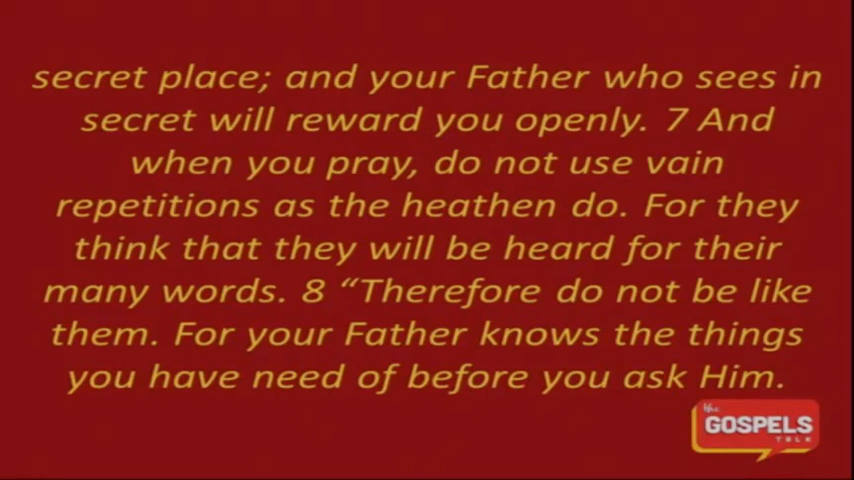 secret place; and your Father who sees in
secret will reward you openly. 7 And
when you pray, do not use vain
repetitions as the heathen do. For they
think that they will be heard for their
many words. 8 “Therefore do not be like
them. For your Father knows the things
you have need of before you ask Him.
the
GOSPELS
TALK